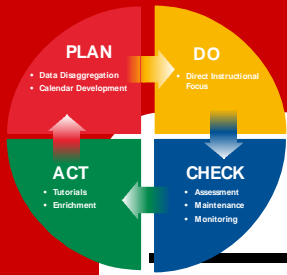 PLAN
• Data Disaggregation
• Calendar Development
DO
• Direct Instructional
Focus
ACT
• Tutorials
• Enrichment
CHECK
• Assessment
• Maintenance
• Monitoring